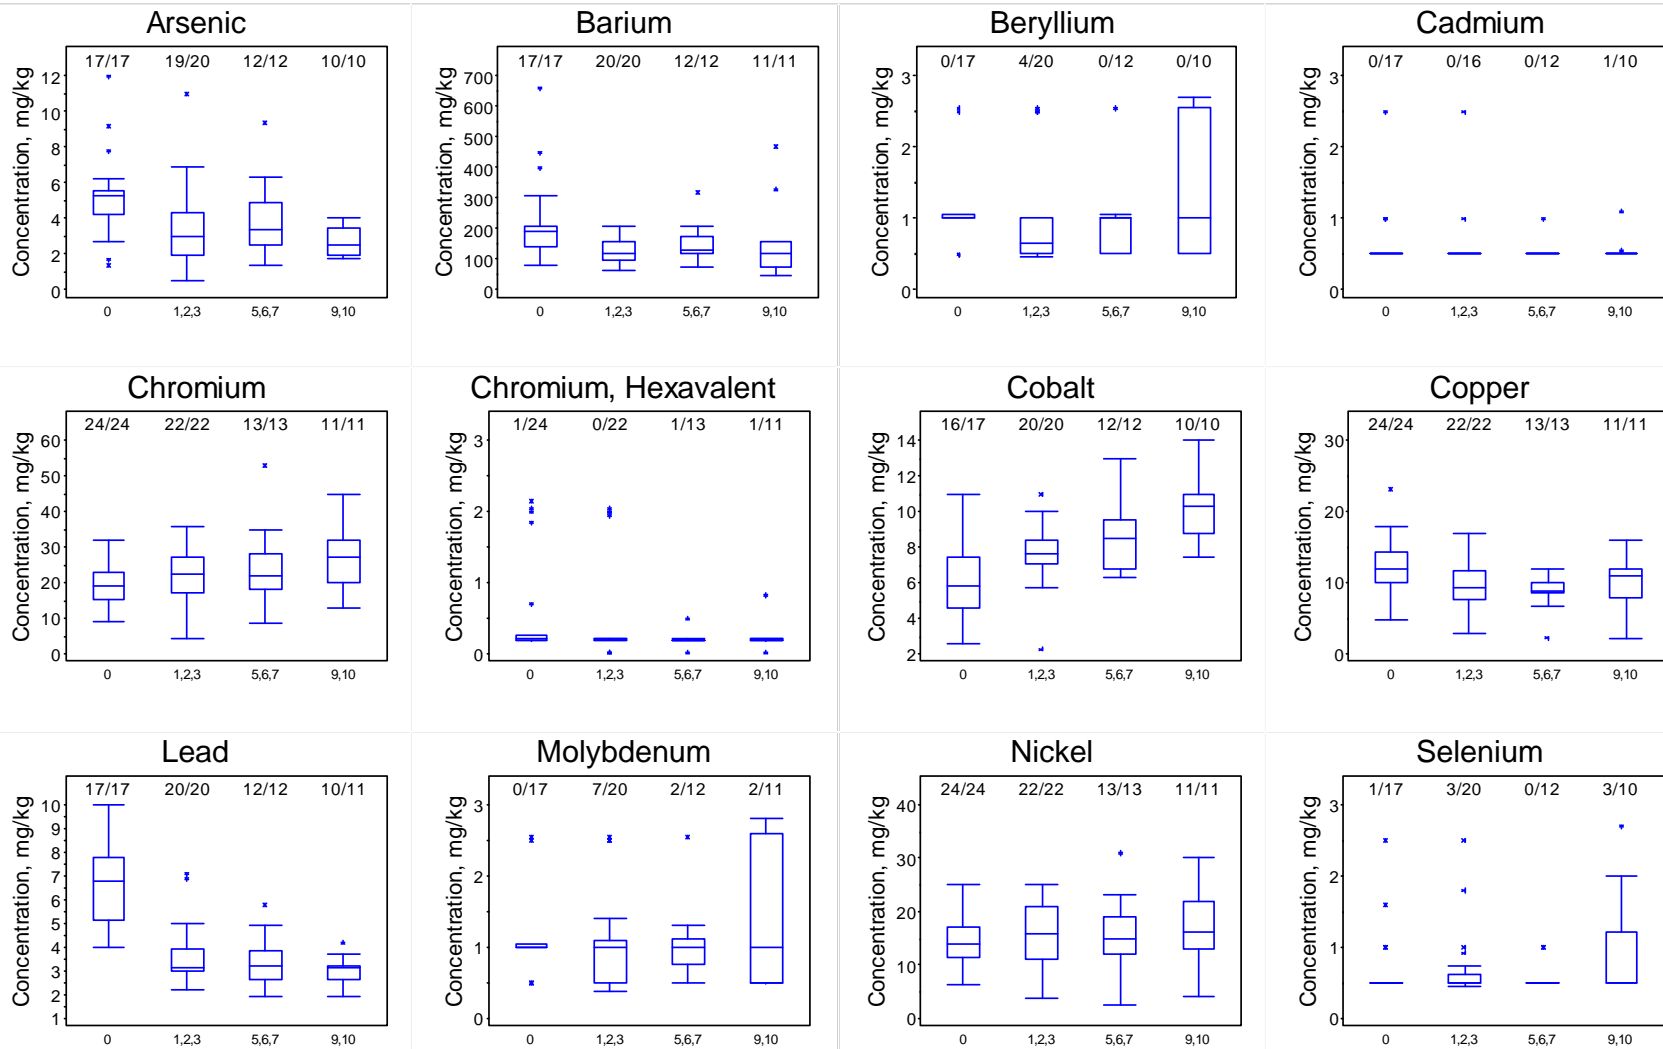 Arsenic
17/17 19/20 12/12 10/10
Concentration, mg/kg
12
10
8
6
4
2
0
0 1,2,3 5,6,7 9,10
Barium
17/17 20/20 12/12 11/11
Concentration, mg/kg
700
600
500
400
300
200
100
0
0 1,2,3 5,6,7 9,10
Beryllium
0/17 4/20 0/12 0/10
Concentration, mg/kg
3
2
1
0
0 1,2,3 5,6,7 9,10
Cadmium
0/17 0/16 0/12 1/10
Concentration, mg/kg
3
2
1
0
0 1,2,3 5,6,7 9,10
Chromium
24/24 22/22 13/13 11/11
Concentration, mg/kg
60
50
40
30
20
10
0
0 1,2,3 5,6,7 9,10
Chromium, Hexavalent
1/24 0/22 1/13 1/11
Concentration, mg/kg
3
2
1
0
0 1,2,3 5,6,7 9,10
Cobalt
16/17 20/20 12/12 10/10
Concentration, mg/kg
14
12
10
8
6
4
2
0 1,2,3 5,6,7 9,10
Copper
24/24 22/22 13/13 11/11
Concentration, mg/kg
30
20
10
0
0 1,2,3 5,6,7 9,10
Lead
17/17 20/20 12/12 10/11
Concentration, mg/kg
10
9
8
7
6
5
4
3
2
1
0 1,2,3 5,6,7 9,10
Molybdenum
0/17 7/20 2/12 2/11
Concentration, mg/kg
3
2
1
0
0 1,2,3 5,6,7 9,10
Nickel
24/24 22/22 13/13 11/11
Concentration, mg/kg
40
30
20
10
0
0 1,2,3 5,6,7 9,10
Selenium
1/17 3/20 0/12 3/10
Concentration, mg/kg
3
2
1
0
0 1,2,3 5,6,7 9,10